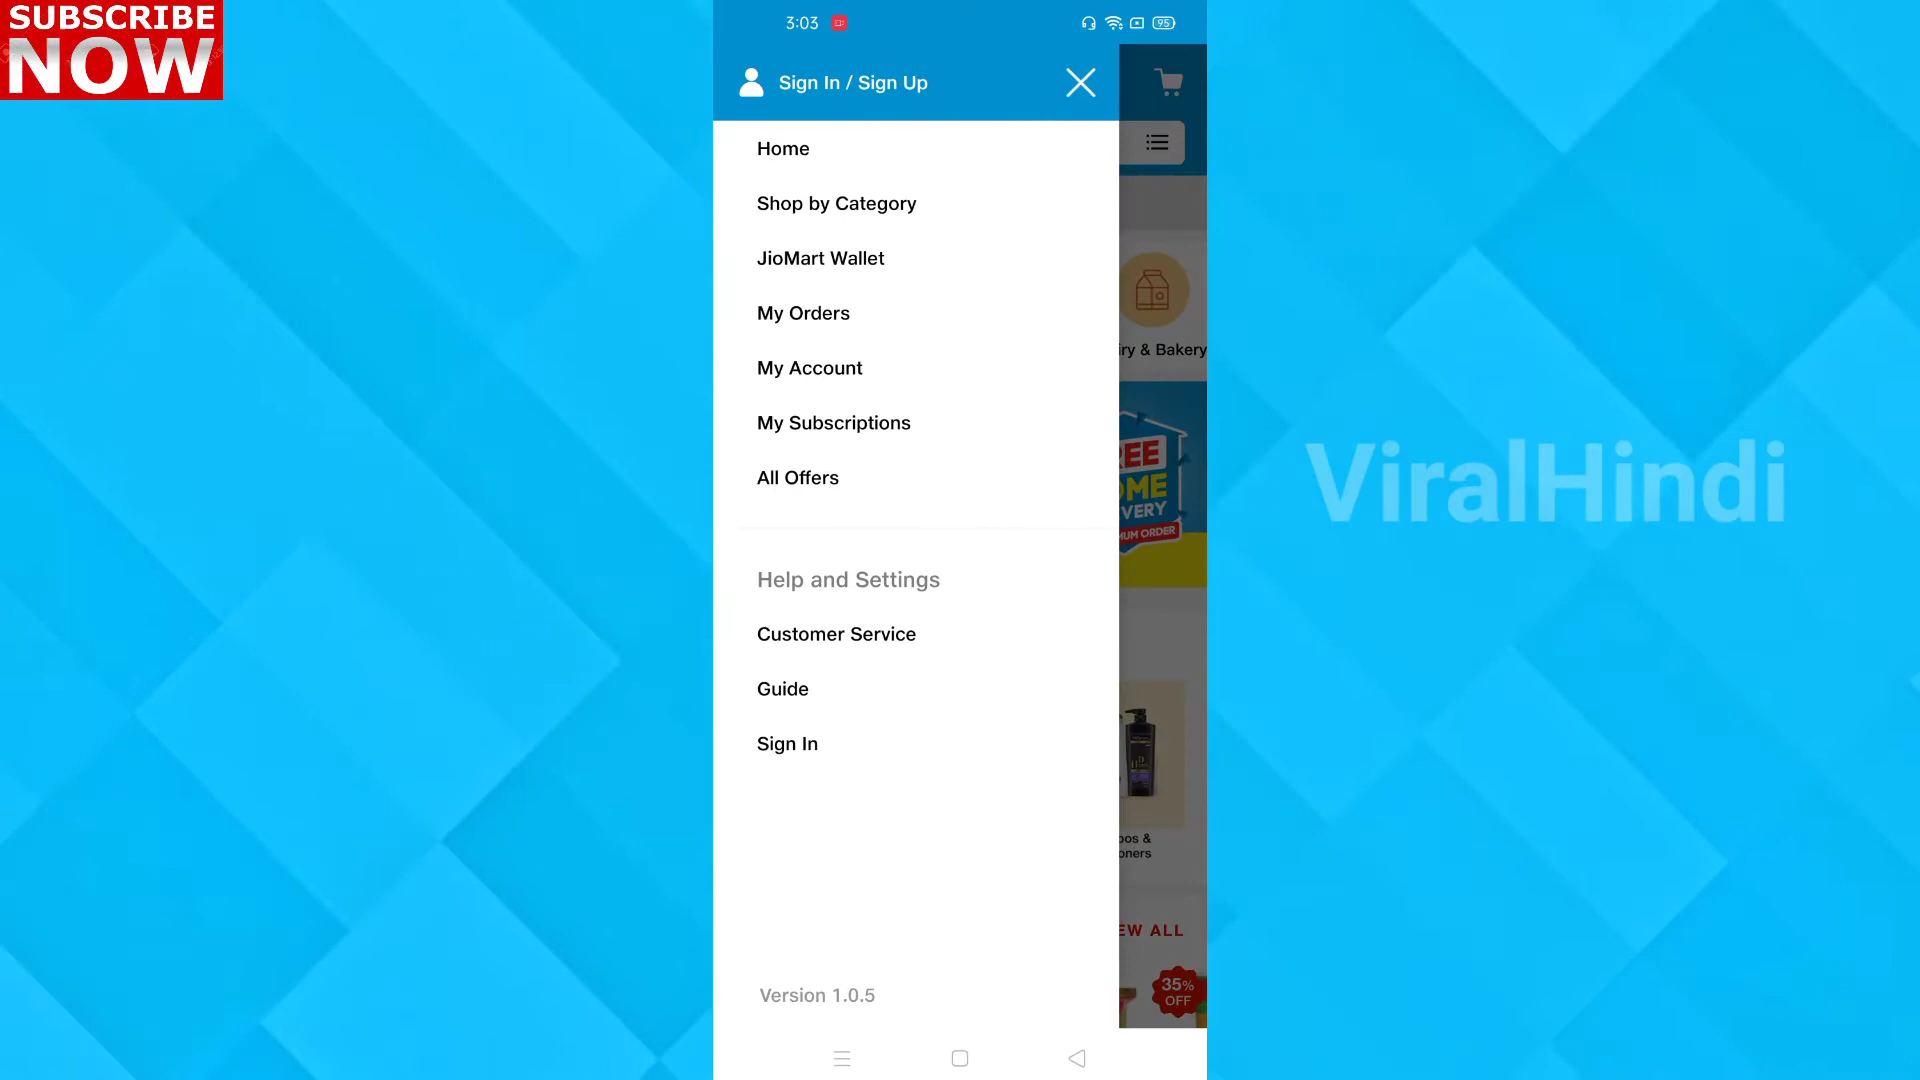 SUBSCRIBE
NOW
3:03
95
Sign In / Sign Up
Home
Shop by Category
JioMart Wallet
My Orders
My Account
My Subscriptions
All Offers
Help and Settings
Customer Service
Guide
Sign In
Version 1.0.5
& Bakery
ORDER
&
ALL
35%
OFF
ViralHindi